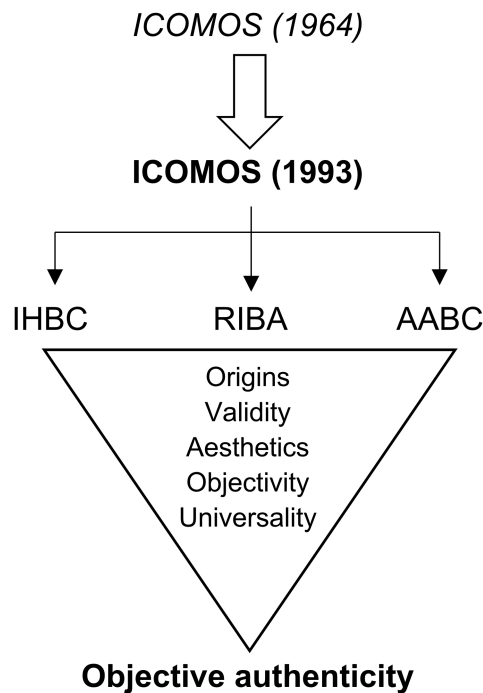 ICOMOS (1964)
ICOMOS (1993)
IHBC RIBA AABC
Origins
Validity
Aesthetics
Objectivity
Universality
Objective authenticity